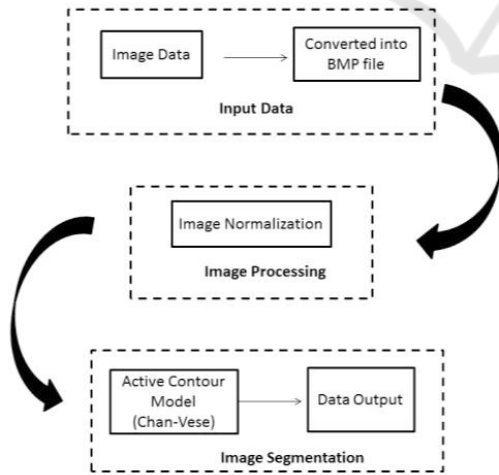 Image Data
Converted into
BMP file
Input Data
Image Normalization
Image Processing
Active Contour
Model
(Chan-Vese)
Data Output
Image Segmentation